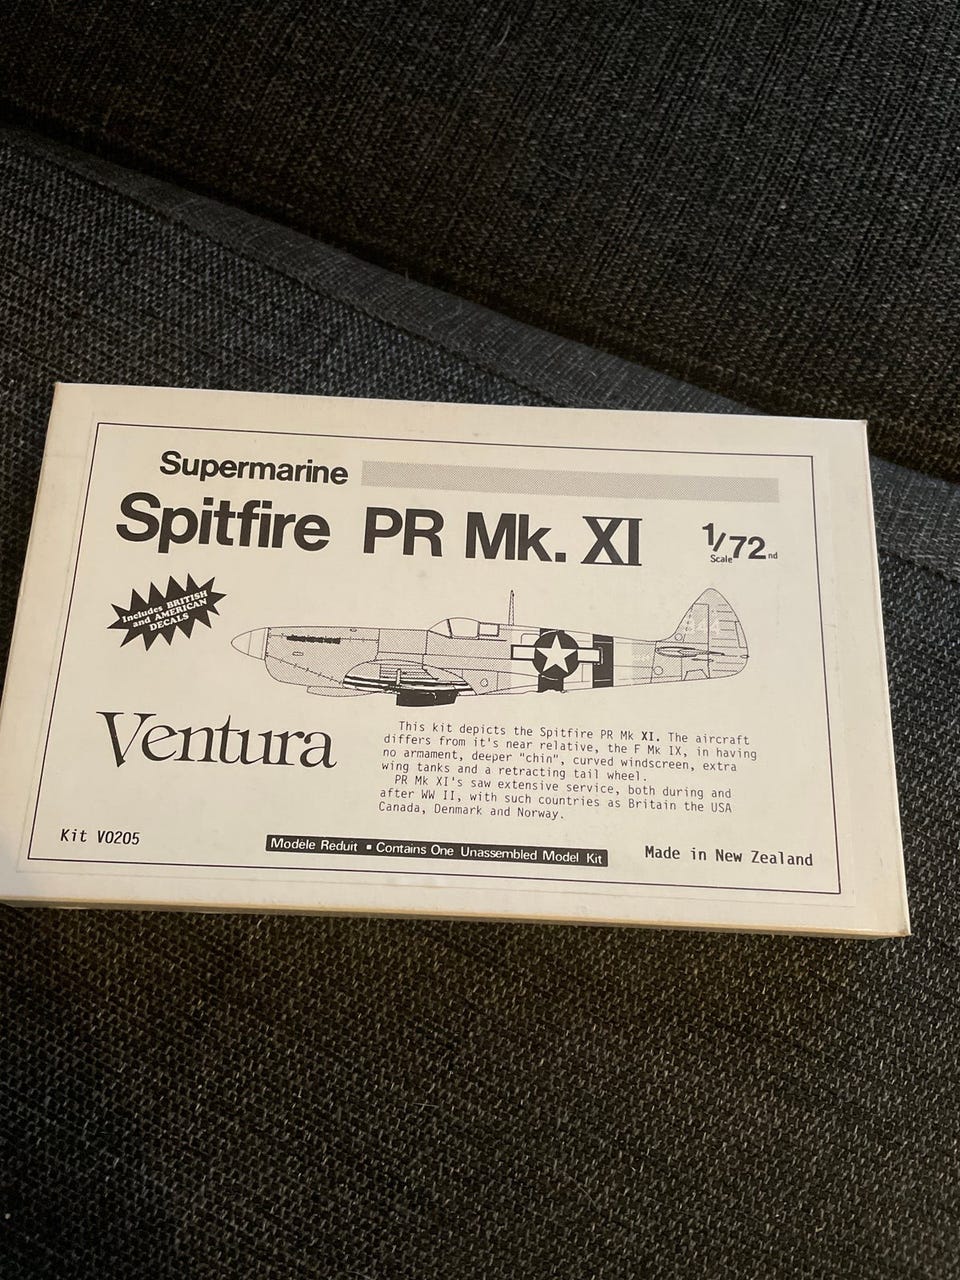 Supermarine
Spitfire PR Mk. XI
1/72nd
Scale
Includes BRITISH
and AMERICAN
DECALS
Ventura
This kit depicts the Spitfire PR Mk XI. The aircraft
differs from it's near relative, the F Mk IX, in having
no armament, deeper "chin", curved windscreen, extra
wing tanks and a retracting tail wheel.
PR Mk XI's saw extensive service, both during and
after WW II, with such countries as Britain the USA
Canada, Denmark and Norway.
Kit V0205
Modèle Reduit ▪ Contains One Unassembled Model Kit
Made in New Zealand